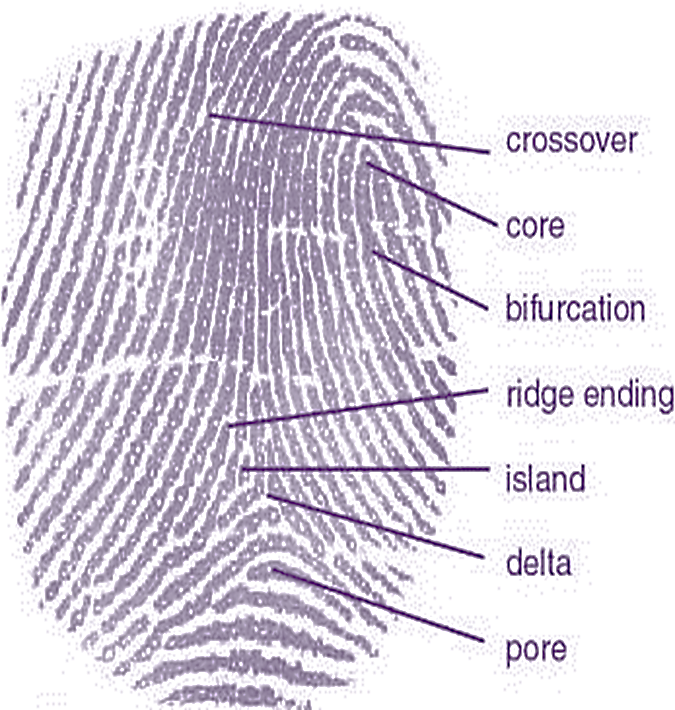 crossover
core
bifurcation
ridge ending
island
delta
pore